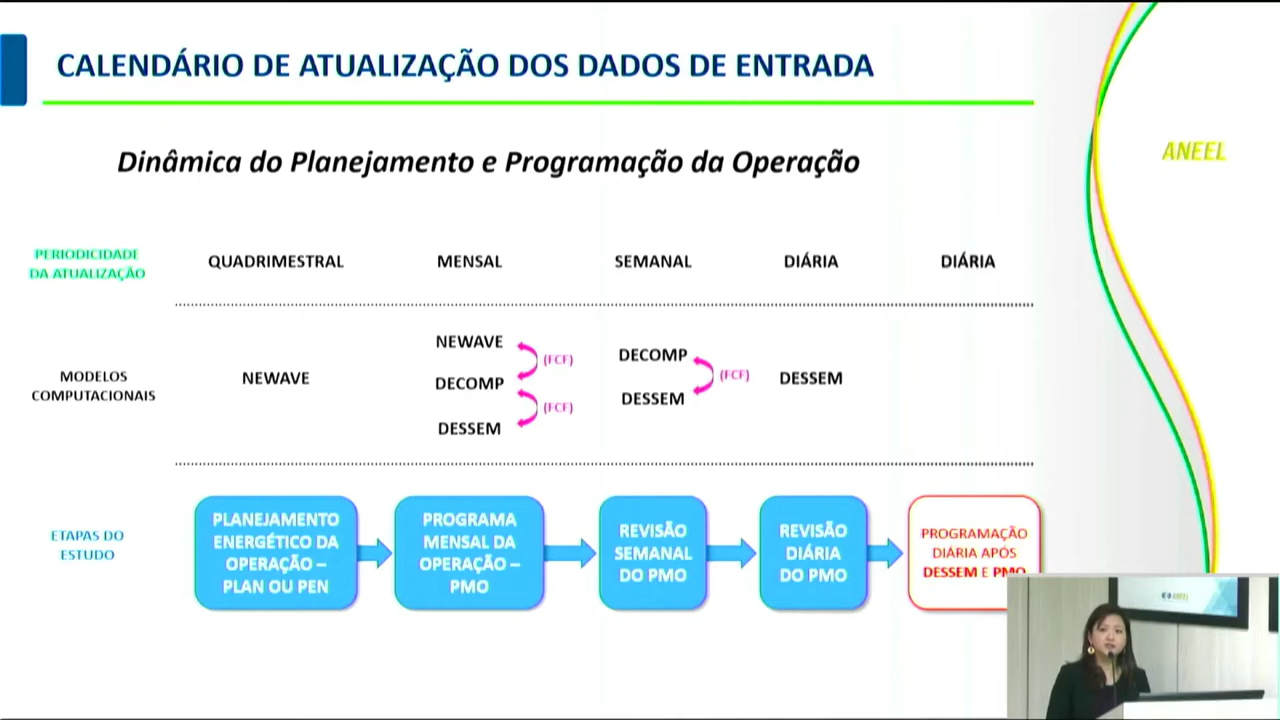 CALENDÁRIO DE ATUALIZAÇÃO DOS DADOS DE ENTRADA
Dinâmica do Planejamento e Programação da Operação
ANEEL
PERIODICIDADE
DA ATUALIZAÇÃO
QUADRIMESTRAL
MENSAL
SEMANAL
DIÁRIA
DIÁRIA
MODELOS
COMPUTACIONAIS
NEWAVE
NEWAVE
(FCF)
DECOMP
(FCF)
DESSEM
DECOMP
(FCF)
DESSEM
DESSEM
ETAPAS DO
ESTUDO
PLANEJAMENTO
ENERGÉTICO DA
OPERAÇÃO –
PLAN OU PEN
PROGRAMA
MENSAL DA
OPERAÇÃO –
PMO
REVISÃO
SEMANAL
DO PMO
REVISÃO
DIÁRIA
DO PMO
PROGRAMAÇÃO
DIÁRIA APÓS
DESSEM E PMO
ANEEL